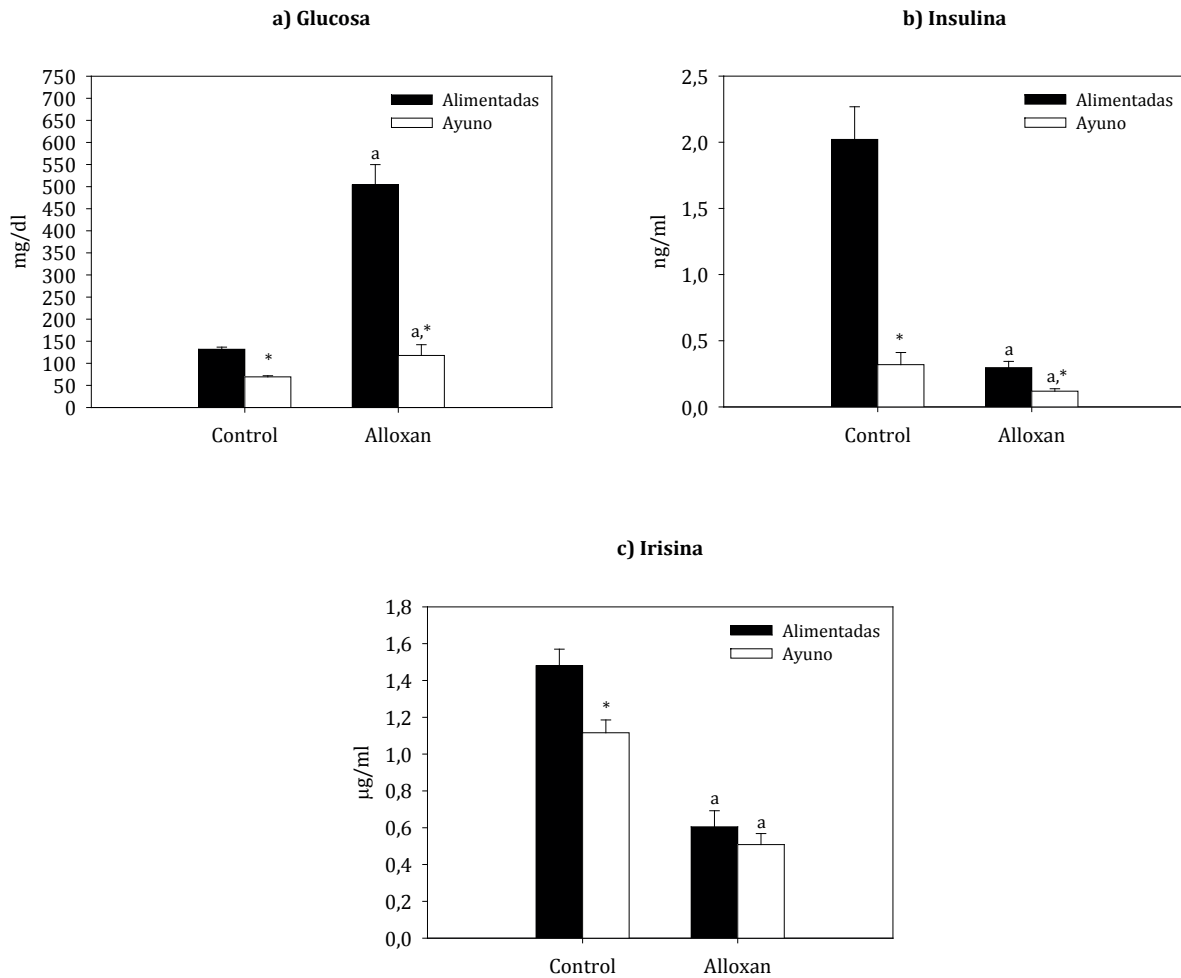 a) Glucosa
750
700
650
600
550
500
450
400
350
300
250
200
150
100
50
0
mg/dl
Alimentadas
Ayuno
a
a,*
*
Control
Alloxan
b) Insulina
2,5
2,0
1,5
1,0
0,5
0,0
ng/ml
Alimentadas
Ayuno
*
a
a,*
Control
Alloxan
c) Irisina
1,8
1,6
1,4
1,2
1,0
0,8
0,6
0,4
0,2
0,0
µg/ml
Alimentadas
Ayuno
*
a
a
Control
Alloxan